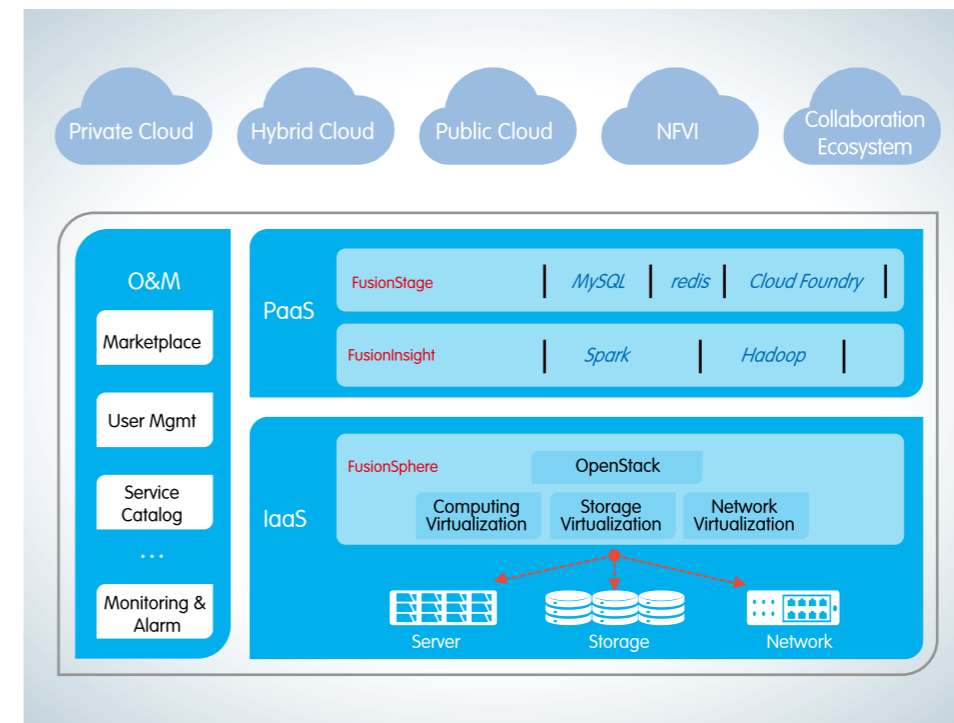 Private Cloud
Hybrid Cloud
Public Cloud
NFVI
Collaboration
Ecosystem
O&M
Marketplace
User Mgmt
Service
Catalog
...
Monitoring &
Alarm
PaaS
FusionStage
MySQL
redis
Cloud Foundry
FusionInsight
Spark
Hadoop
IaaS
FusionSphere
OpenStack
Computing
Virtualization
Storage
Virtualization
Network
Virtualization
Server
Storage
Network